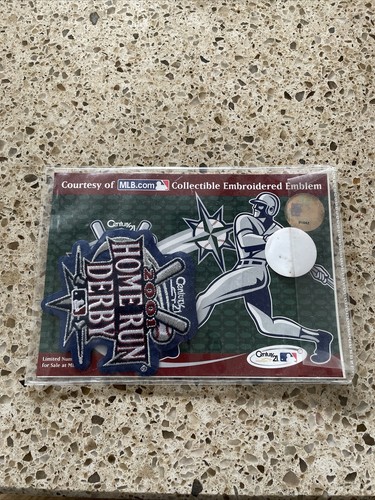 Courtesy of MLB.com Collectible Embroidered Emblem
Century 21
2001
Century 21
HOME RUN
DERBY
Limited Num
for Sale at M
Century 21